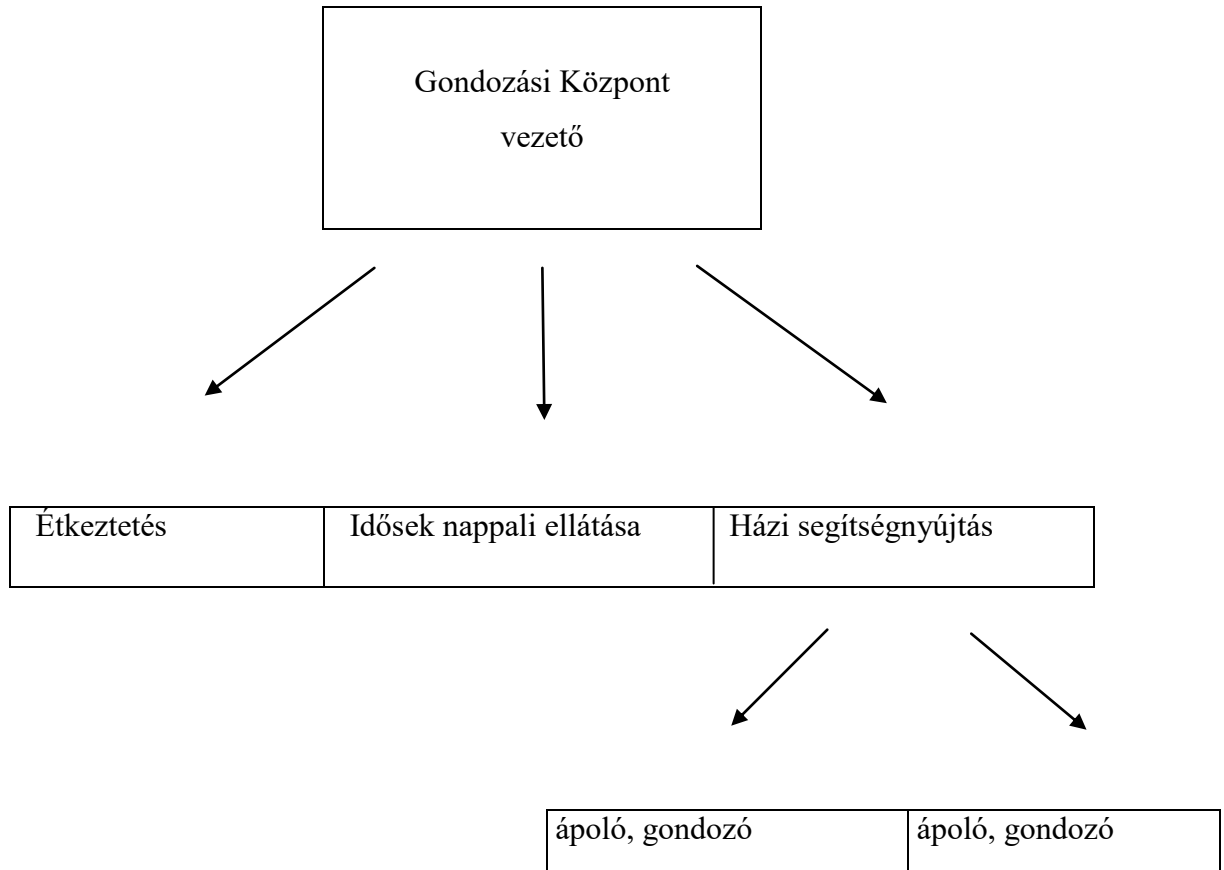 Gondozási Központ
vezető
Étkeztetés
Idősek nappali ellátása
Házi segítségnyújtás
ápoló, gondozó
ápoló, gondozó